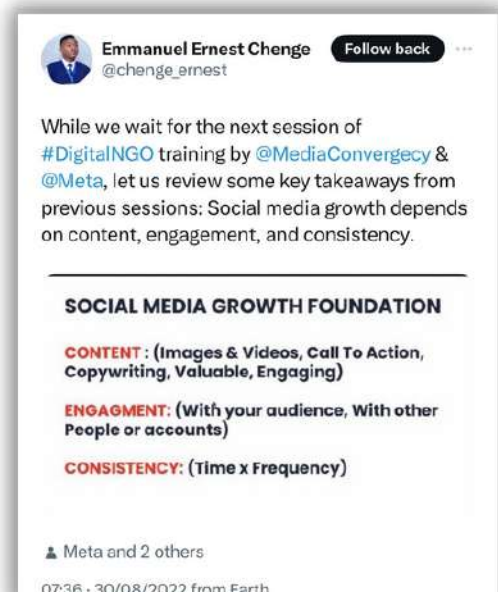 Emmanuel Ernest Chenge
Follow back
@chenge_ernest
While we wait for the next session of
#DigitalNGO training by @MediaConvergecy &
@Meta, let us review some key takeaways from
previous sessions: Social media growth depends
on content, engagement, and consistency.
SOCIAL MEDIA GROWTH FOUNDATION
CONTENT : (Images & Videos, Call To Action,
Copywriting, Valuable, Engaging)
ENGAGMENT: (With your audience, With other
People or accounts)
CONSISTENCY: (Time x Frequency)
Meta and 2 others
07:36 · 30/08/2022 from Earth